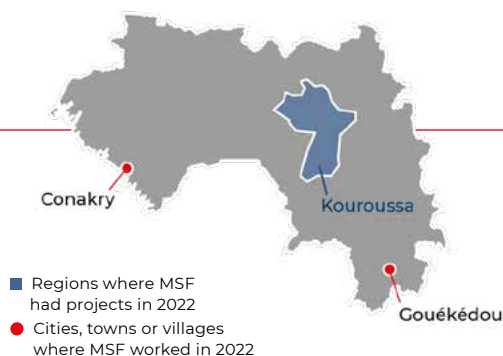 Conakry
Kouroussa
Gouékédou
Regions where MSF
had projects in 2022
Cities, towns or villages
where MSF worked in 2022